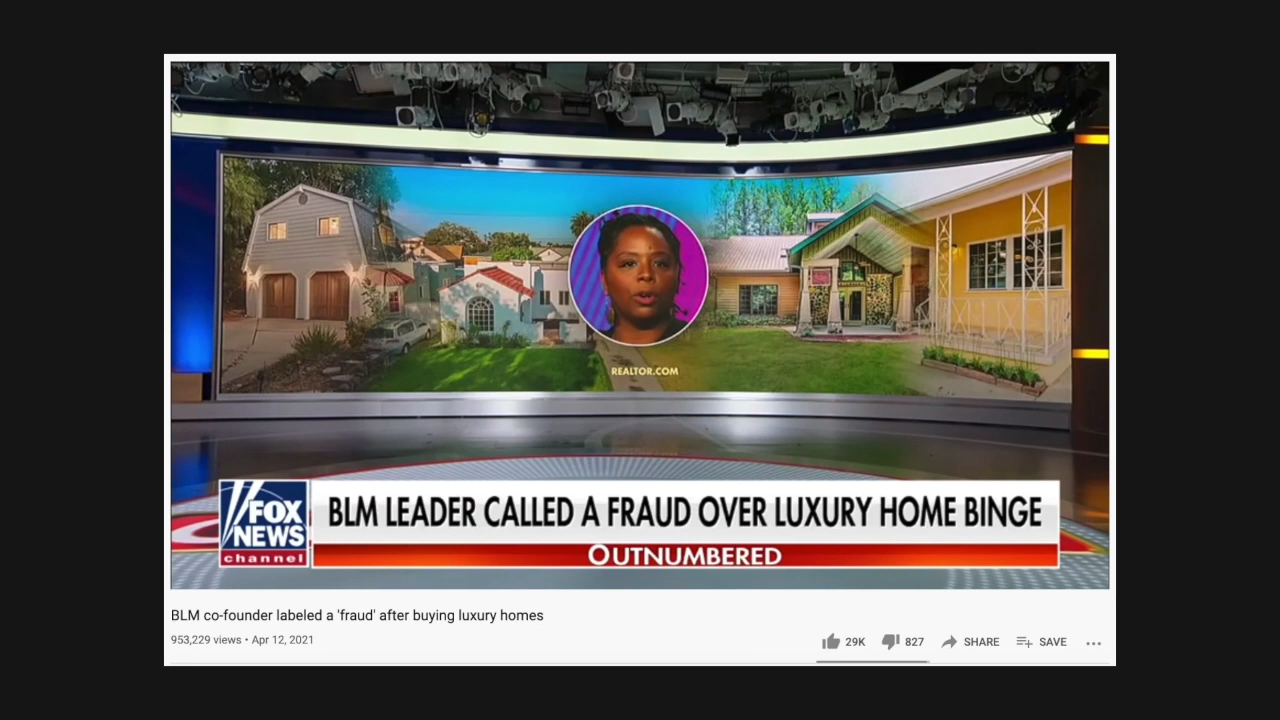 REALTOR.COM
FOX
NEWS
channel
BLM LEADER CALLED A FRAUD OVER LUXURY HOME BINGE
OUTNUMBERED
BLM co-founder labeled a 'fraud' after buying luxury homes
953,229 views • Apr 12, 2021
29K 827 SHARE SAVE